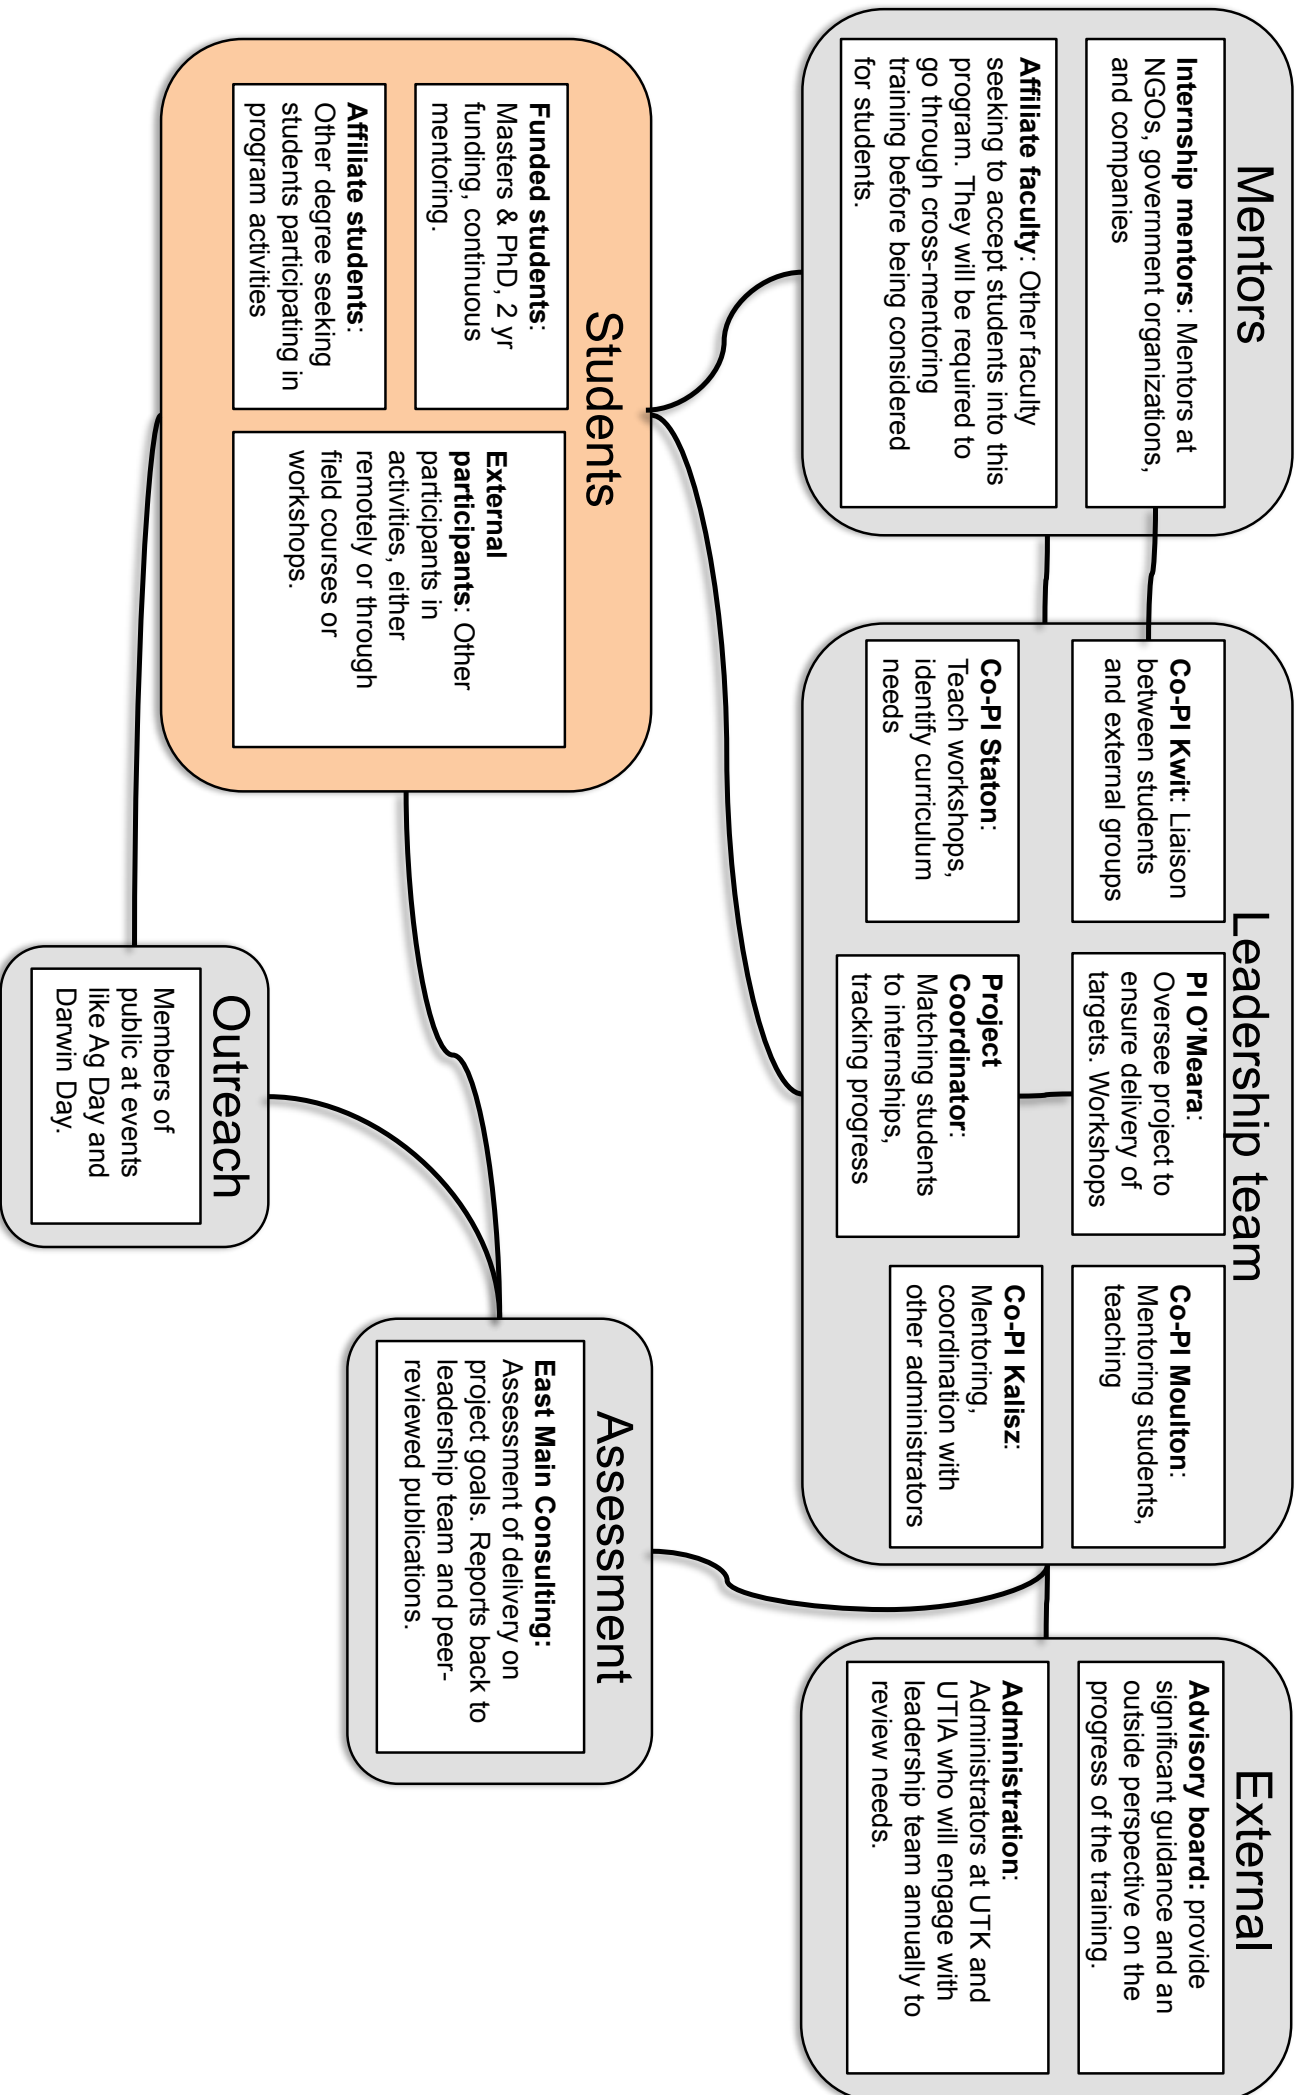 Mentors
Internship mentors: Mentors at
NGOs, government organizations,
and companies
Affiliate faculty: Other faculty
seeking to accept students into this
program. They will be required to
go through cross-mentoring
training before being considered
for students.
Leadership team
Co-PI Kwit: Liaison
between students
and external groups
PI O’Meara:
Oversee project to
ensure delivery of
targets. Workshops
Co-PI Moulton:
Mentoring students,
teaching
Co-PI Staton:
Teach workshops,
identify curriculum
needs
Project
Coordinator:
Matching students
to internships,
tracking progress
Co-PI Kalisz:
Mentoring,
coordination with
other administrators
External
Advisory board: provide
significant guidance and an
outside perspective on the
progress of the training.
Administration:
Administrators at UTK and
UTIA who will engage with
leadership team annually to
review needs.
Students
Funded students:
Masters & PhD, 2 yr
funding, continuous
mentoring.
Affiliate students:
Other degree seeking
students participating in
program activities
External
participants: Other
participants in
activities, either
remotely or through
field courses or
workshops.
Assessment
East Main Consulting:
Assessment of delivery on
project goals. Reports back to
leadership team and peer-
reviewed publications.
Outreach
Members of
public at events
like Ag Day and
Darwin Day.